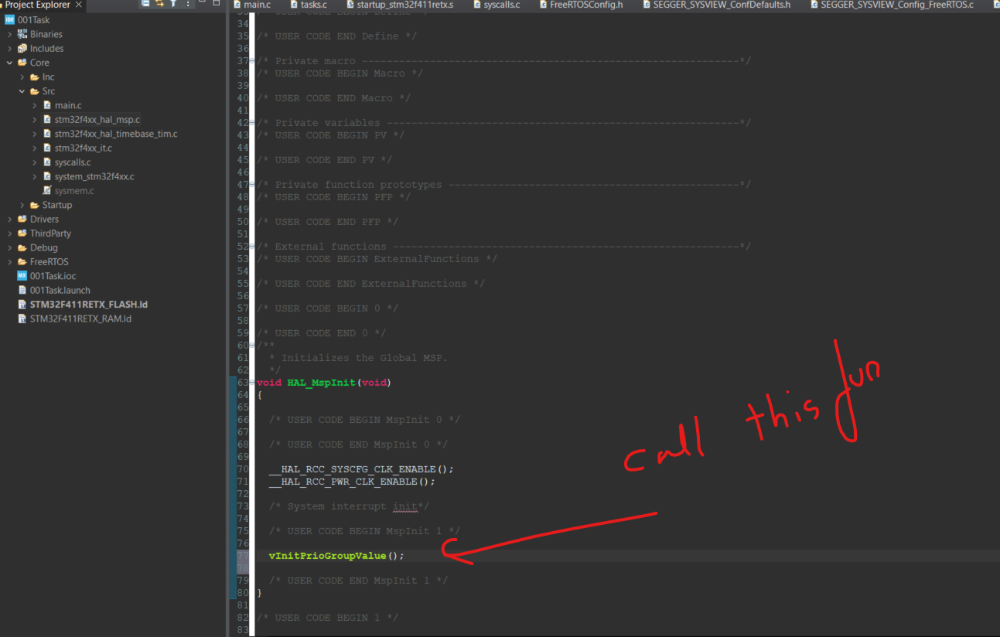 Project Explorer ×
001Task
Binaries
Includes
Core
Inc
Src
main.c
stm32f4xx_hal_msp.c
stm32f4xx_hal_timebase_tim.c
stm32f4xx_it.c
syscalls.c
system_stm32f4xx.c
sysmem.c
Startup
Drivers
ThirdParty
Debug
FreeRTOS
001Task.ioc
001Task.launch
STM32F411RETX_FLASH.ld
STM32F411RETX_RAM.ld
main.c tasks.c startup_stm32f411retx.s syscalls.c FreeRTOSConfig.h SEGGER_SYSVIEW_ConfDefaults.h SEGGER_SYSVIEW_Config_FreeRTOS.c
33 /* USER CODE BEGIN Define */
34
35 /* USER CODE END Define */
36
37 /* Private macro -------------------------------------------------------------*/
38 /* USER CODE BEGIN Macro */
39
40 /* USER CODE END Macro */
41
42 /* Private variables ---------------------------------------------------------*/
43 /* USER CODE BEGIN PV */
44
45 /* USER CODE END PV */
46
47 /* Private function prototypes -----------------------------------------------*/
48 /* USER CODE BEGIN PFP */
49
50 /* USER CODE END PFP */
51
52 /* External functions --------------------------------------------------------*/
53 /* USER CODE BEGIN ExternalFunctions */
54
55 /* USER CODE END ExternalFunctions */
56
57 /* USER CODE BEGIN 0 */
58
59 /* USER CODE END 0 */
60 /**
61 * Initializes the Global MSP.
62 */
63 void HAL_MspInit(void)
64 {
65
66 /* USER CODE BEGIN MspInit 0 */
67
68 /* USER CODE END MspInit 0 */
69
70 __HAL_RCC_SYSCFG_CLK_ENABLE();
71 __HAL_RCC_PWR_CLK_ENABLE();
72
73 /* System interrupt init*/
74
75 /* USER CODE BEGIN MspInit 1 */
76
77 vInitPrioGroupValue();
78
79 /* USER CODE END MspInit 1 */
80 }
81
82 /* USER CODE BEGIN 1 */
83
call this fun